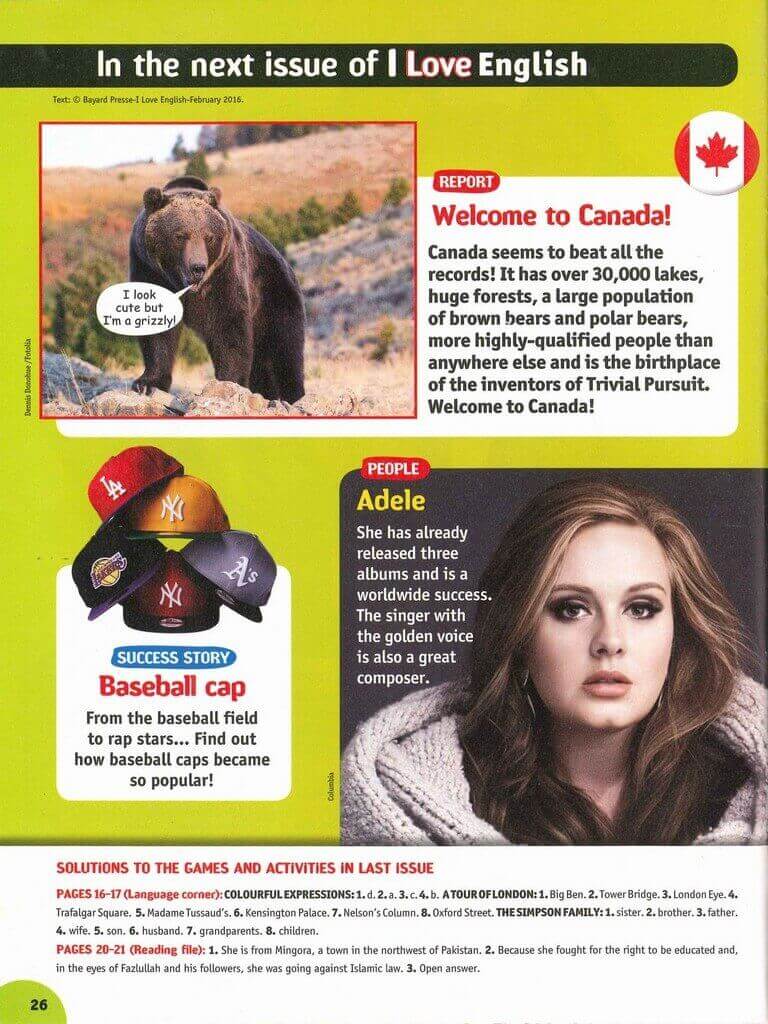 In the next issue of I Love English
Text: © Bayard Presse-I Love English-February 2016.
Dennis Donohue / Fotolia
I look
cute but
I'm a grizzly!
REPORT
Welcome to Canada!
Canada seems to beat all the
records! It has over 30,000 lakes,
huge forests, a large population
of brown bears and polar bears,
more highly-qualified people than
anywhere else and is the birthplace
of the inventors of Trivial Pursuit.
Welcome to Canada!
LA
NY
LAKERS
A's
NY
SUCCESS STORY
Baseball cap
From the baseball field
to rap stars... Find out
how baseball caps became
so popular!
PEOPLE
Adele
She has already
released three
albums and is a
worldwide success.
The singer with
the golden voice
is also a great
composer.
Columbia
SOLUTIONS TO THE GAMES AND ACTIVITIES IN LAST ISSUE
PAGES 16-17 (Language corner): COLOURFUL EXPRESSIONS: 1. d. 2. a. 3. c. 4. b. A TOUR OF LONDON: 1. Big Ben. 2. Tower Bridge. 3. London Eye. 4.
Trafalgar Square. 5. Madame Tussaud's. 6. Kensington Palace. 7. Nelson's Column. 8. Oxford Street. THE SIMPSON FAMILY: 1. sister. 2. brother. 3. father.
4. wife. 5. son. 6. husband. 7. grandparents. 8. children.
PAGES 20-21 (Reading file): 1. She is from Mingora, a town in the northwest of Pakistan. 2. Because she fought for the right to be educated and,
in the eyes of Fazlullah and his followers, she was going against Islamic law. 3. Open answer.
26